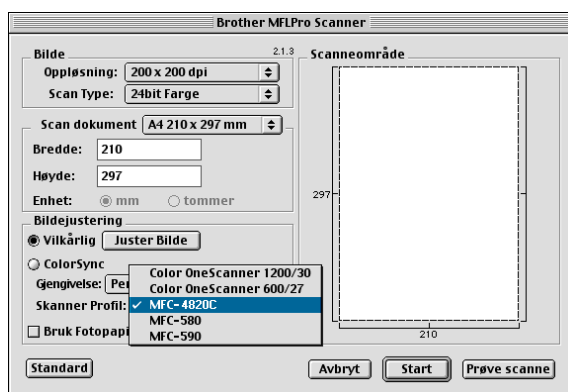 Brother MFLPro Scanner
Bilde
2.1.3
Oppløsning: 200 x 200 dpi
Scan Type: 24bit Farge
Scan dokument A4 210 x 297 mm
Bredde: 210
Høyde: 297
Enhet: mm tommer
Bildejustering
Vilkårlig Juster Bilde
ColorSync
Gjengivelse: Per
Skanner Profil:
Bruk Fotopapi
Color OneScanner 1200/30
Color OneScanner 600/27
✓ MFC-4820C
MFC-580
MFC-590
Scanneområde
297
210
Standard
Avbryt
Start
Prøve scanne